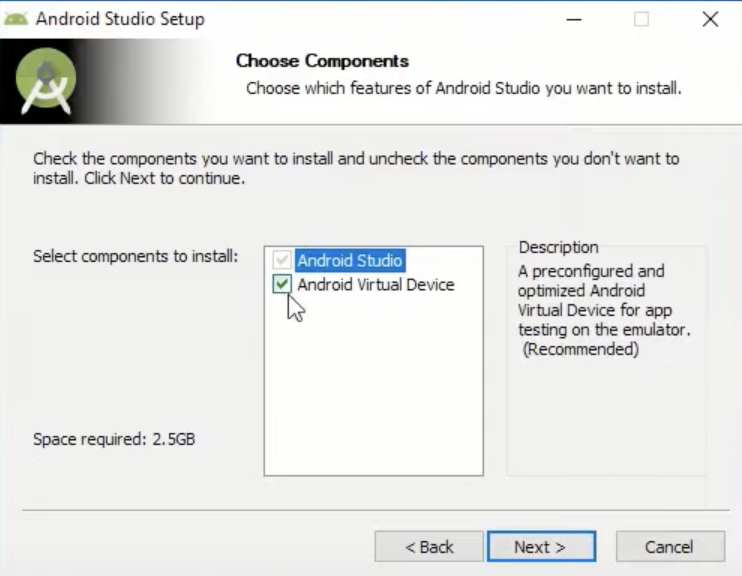 Android Studio Setup
Choose Components
Choose which features of Android Studio you want to install.
Check the components you want to install and uncheck the components you don't want to
install. Click Next to continue.
Select components to install:
Android Studio
Android Virtual Device
Description
A preconfigured and
optimized Android
Virtual Device for app
testing on the emulator.
(Recommended)
Space required: 2.5GB
< Back
Next >
Cancel